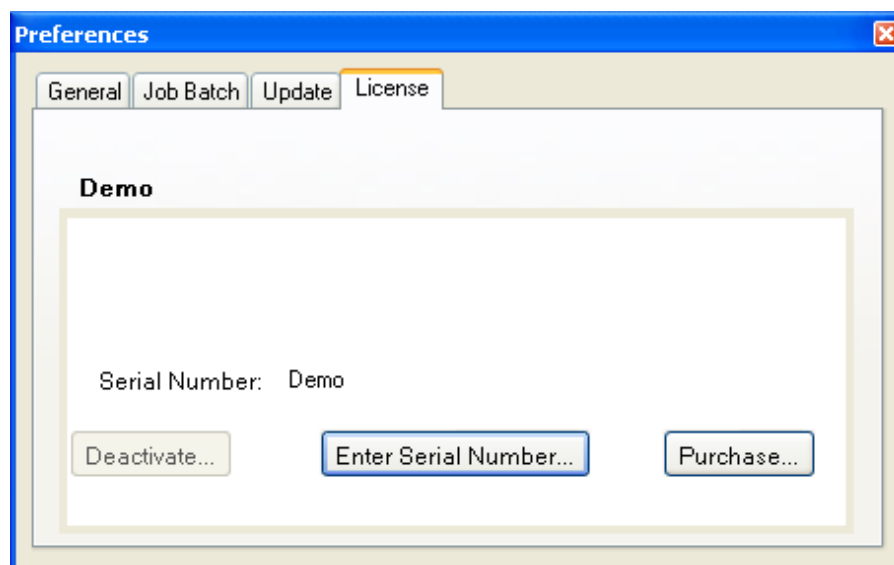 Preferences
General Job Batch Update License
Demo
Serial Number: Demo
Deactivate... Enter Serial Number... Purchase...